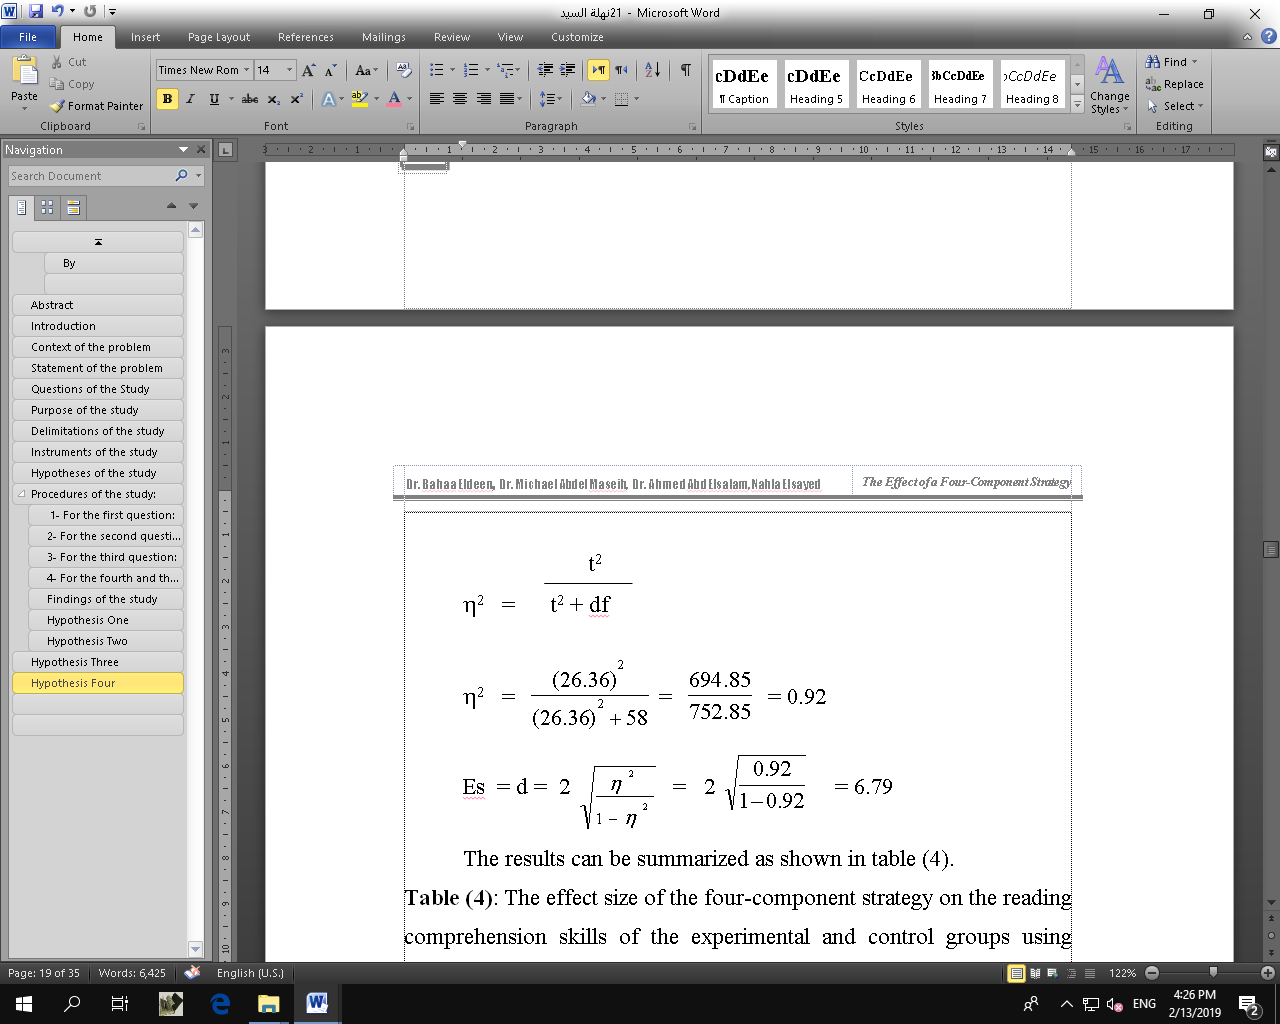 21نهلة السيد - Microsoft Word
File Home Insert Page Layout References Mailings Review View Customize
Paste
Cut
Copy
Format Painter
Clipboard
Times New Rom 14
Font
Paragraph
cDdEe cDdEe CcDdEe 3bCcDdEe
¶ Caption Heading 5 Heading 6 Heading 7 Heading 8
Styles
Change Styles
Find
Replace
Select
Editing
Navigation
Search Document
By
Abstract
Introduction
Context of the problem
Statement of the problem
Questions of the Study
Purpose of the study
Delimitations of the study
Instruments of the study
Hypotheses of the study
Procedures of the study:
1- For the first question:
2- For the second questi...
3- For the third question:
4- For the fourth and th...
Findings of the study
Hypothesis One
Hypothesis Two
Hypothesis Three
Hypothesis Four
Dr. Bahaa Eldeen, Dr. Michael Abdel Maseih, Dr. Ahmed Abd Elsalam, Nahla Elsayed
The Effect of a Four-Component Strategy
η² = t² / t² + df
η² = (26.36)² / (26.36)² + 58 = 694.85 / 752.85 = 0.92
Es = d = 2 √ η² / 1 − η² = 2 √ 0.92 / 1−0.92 = 6.79
The results can be summarized as shown in table (4).
Table (4): The effect size of the four-component strategy on the reading
comprehension skills of the experimental and control groups using
Page: 19 of 35 Words: 6,425 English (U.S.) 122%
ENG
4:26 PM
2/13/2019
2